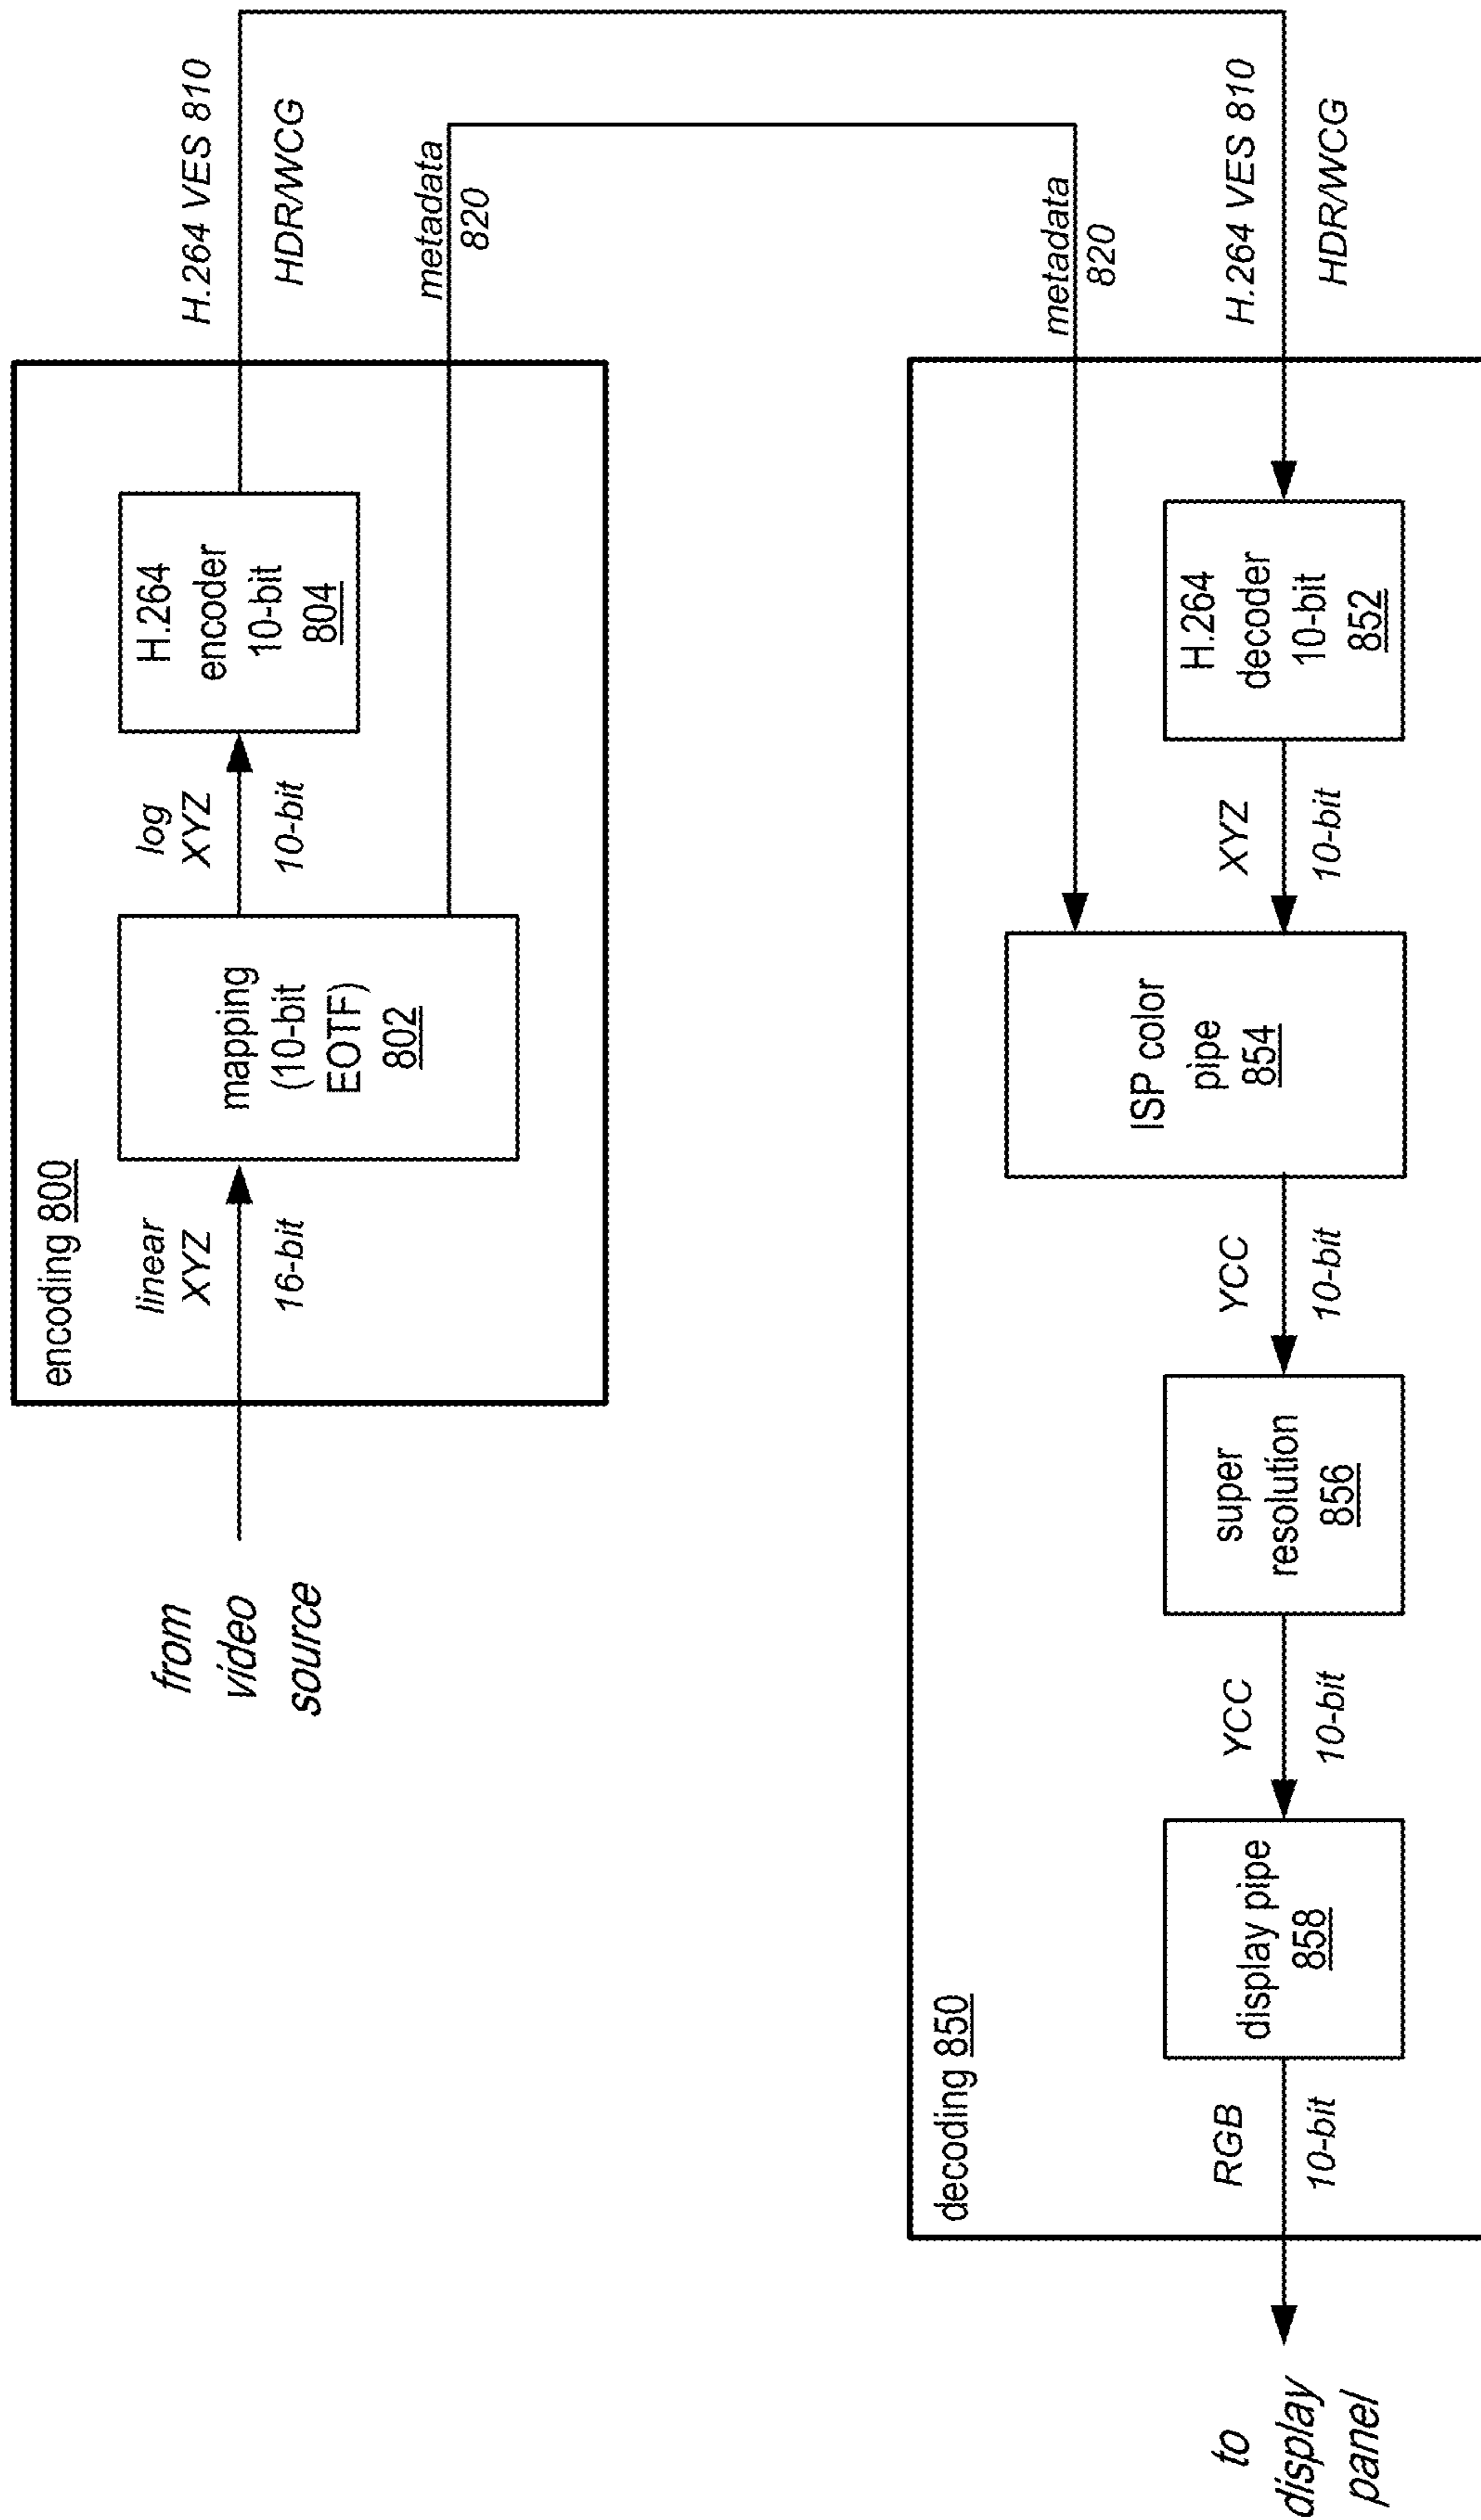 encoding 800
from
video
source
linear
XYZ
16-bit
mapping
(10-bit
EOTF)
802
log
XYZ
10-bit
H.264
encoder
10-bit
804
H.264 VES 810
HDR/WCG
metadata
820
decoding 850
metadata
820
H.264 VES 810
HDR/WCG
H.264
decoder
10-bit
852
XYZ
10-bit
ISP color
pipe
854
YCC
10-bit
super
resolution
856
YCC
10-bit
display pipe
858
RGB
10-bit
to
display
panel